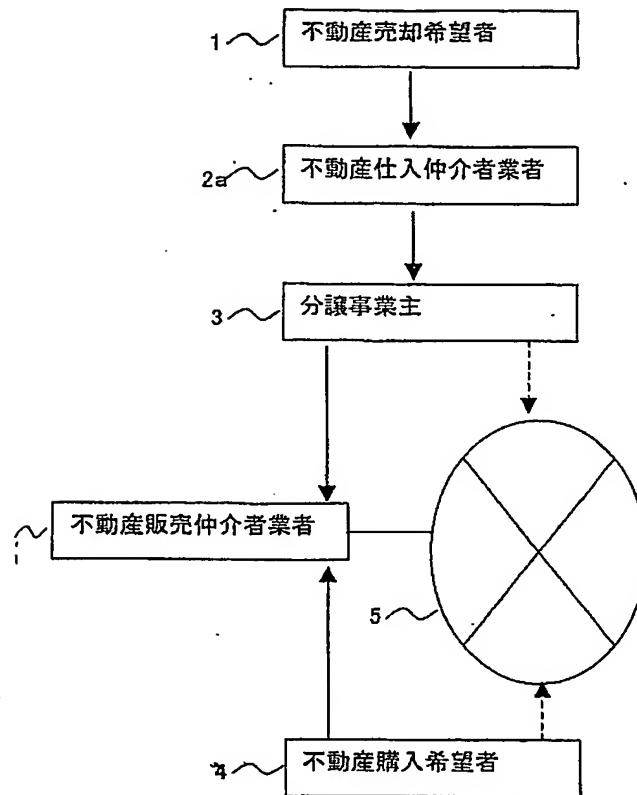 1 不動産売却希望者
2a 不動産仕入仲介者業者
3 分譲事業主
不動産販売仲介者業者
5
4 不動産購入希望者